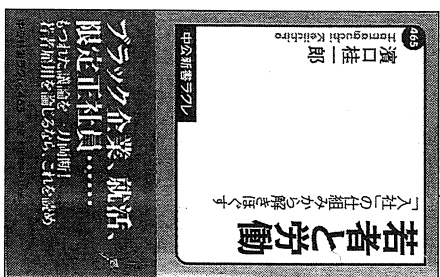 465
Hamaguchi Keiichiro
濱口桂一郎
中公新書ラクレ
若者と労働
「入社」の仕組みから解きほぐす
ブラック企業、就活、
限定正社員……
もつれた議論を一刀両断！
若者雇用を論じるなら、これを読め